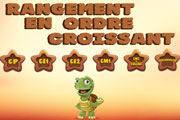 RANGEMENT
EN ORDRE
CROISSANT
CP CE1 CE2 CM1